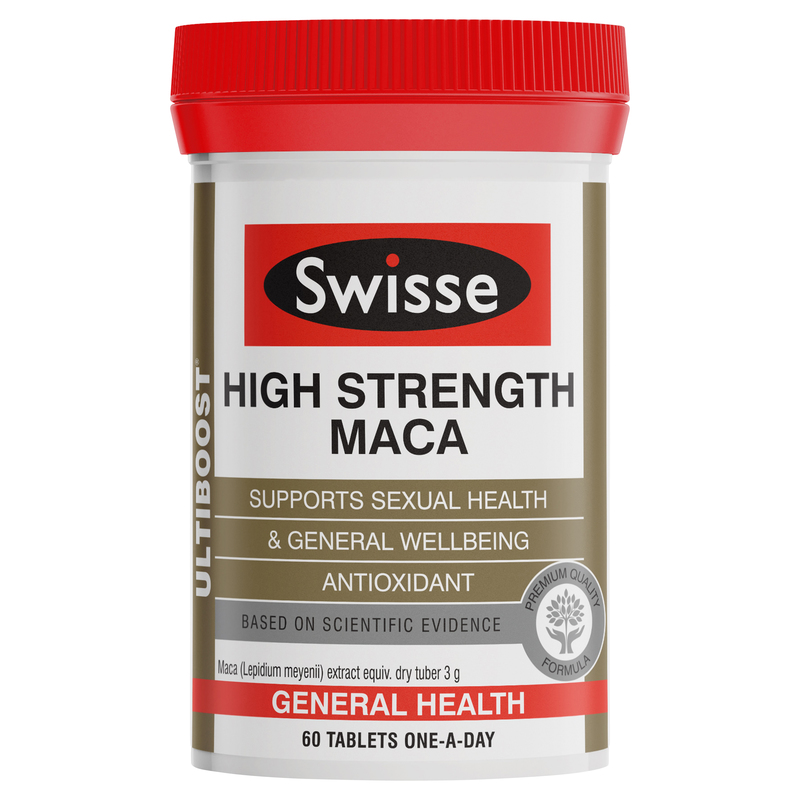 Swisse
ULTIBOOST®
HIGH STRENGTH
MACA
SUPPORTS SEXUAL HEALTH
& GENERAL WELLBEING
ANTIOXIDANT
BASED ON SCIENTIFIC EVIDENCE
PREMIUM QUALITY
FORMULA
Maca (Lepidium meyenii) extract equiv. dry tuber 3 g
GENERAL HEALTH
60 TABLETS ONE-A-DAY